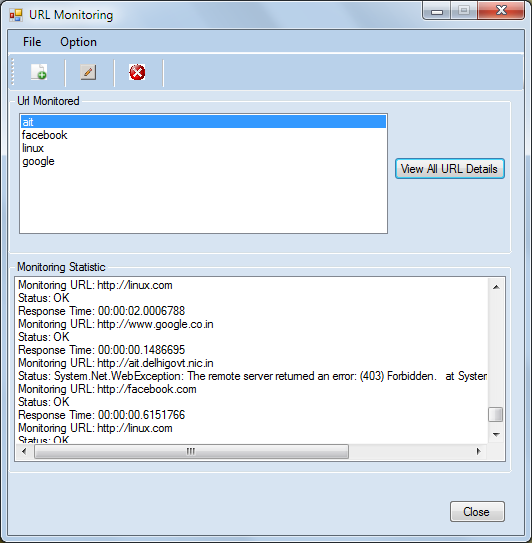 URL Monitoring
File Option
Url Monitored
ait
facebook
linux
google
View All URL Details
Monitoring Statistic
Monitoring URL: http://linux.com
Status: OK
Response Time: 00:00:02.0006788
Monitoring URL: http://www.google.co.in
Status: OK
Response Time: 00:00:00.1486695
Monitoring URL: http://ait.delhigovt.nic.in
Status: System.Net.WebException: The remote server returned an error: (403) Forbidden. at System
Monitoring URL: http://facebook.com
Status: OK
Response Time: 00:00:00.6151766
Monitoring URL: http://linux.com
Status: OK
Close